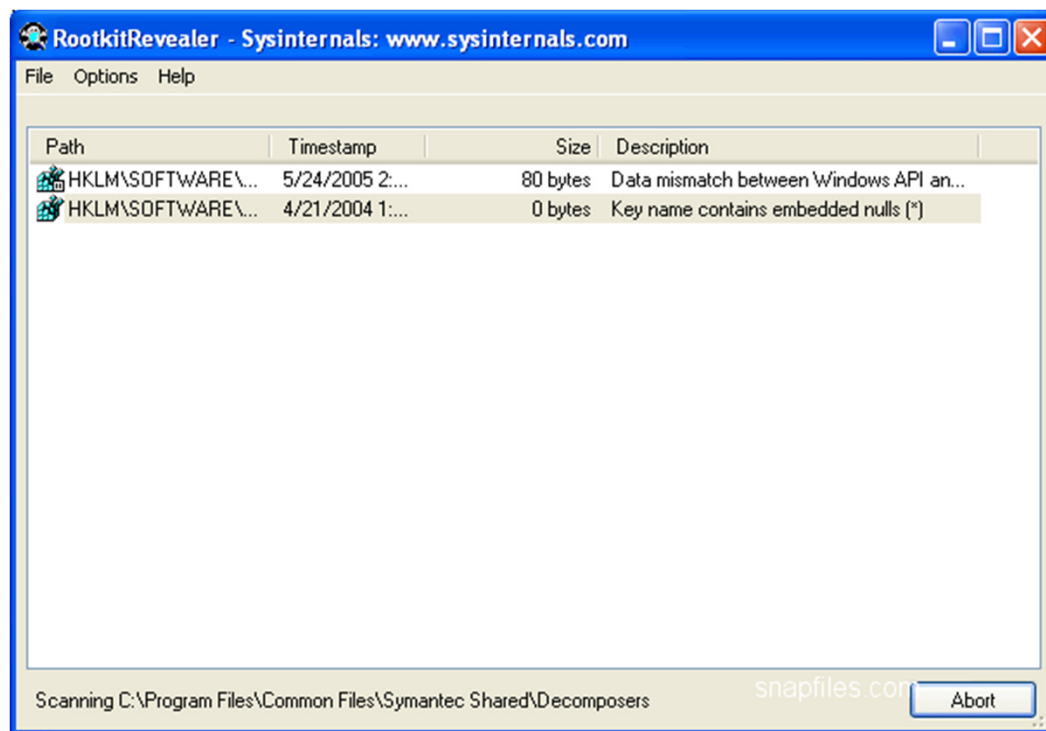 RootkitRevealer - Sysinternals: www.sysinternals.com
File Options Help
Path Timestamp Size Description
HKLM\SOFTWARE\... 5/24/2005 2:... 80 bytes Data mismatch between Windows API an...
HKLM\SOFTWARE\... 4/21/2004 1:... 0 bytes Key name contains embedded nulls (*)
Scanning C:\Program Files\Common Files\Symantec Shared\Decomposers
snapfiles.com
Abort